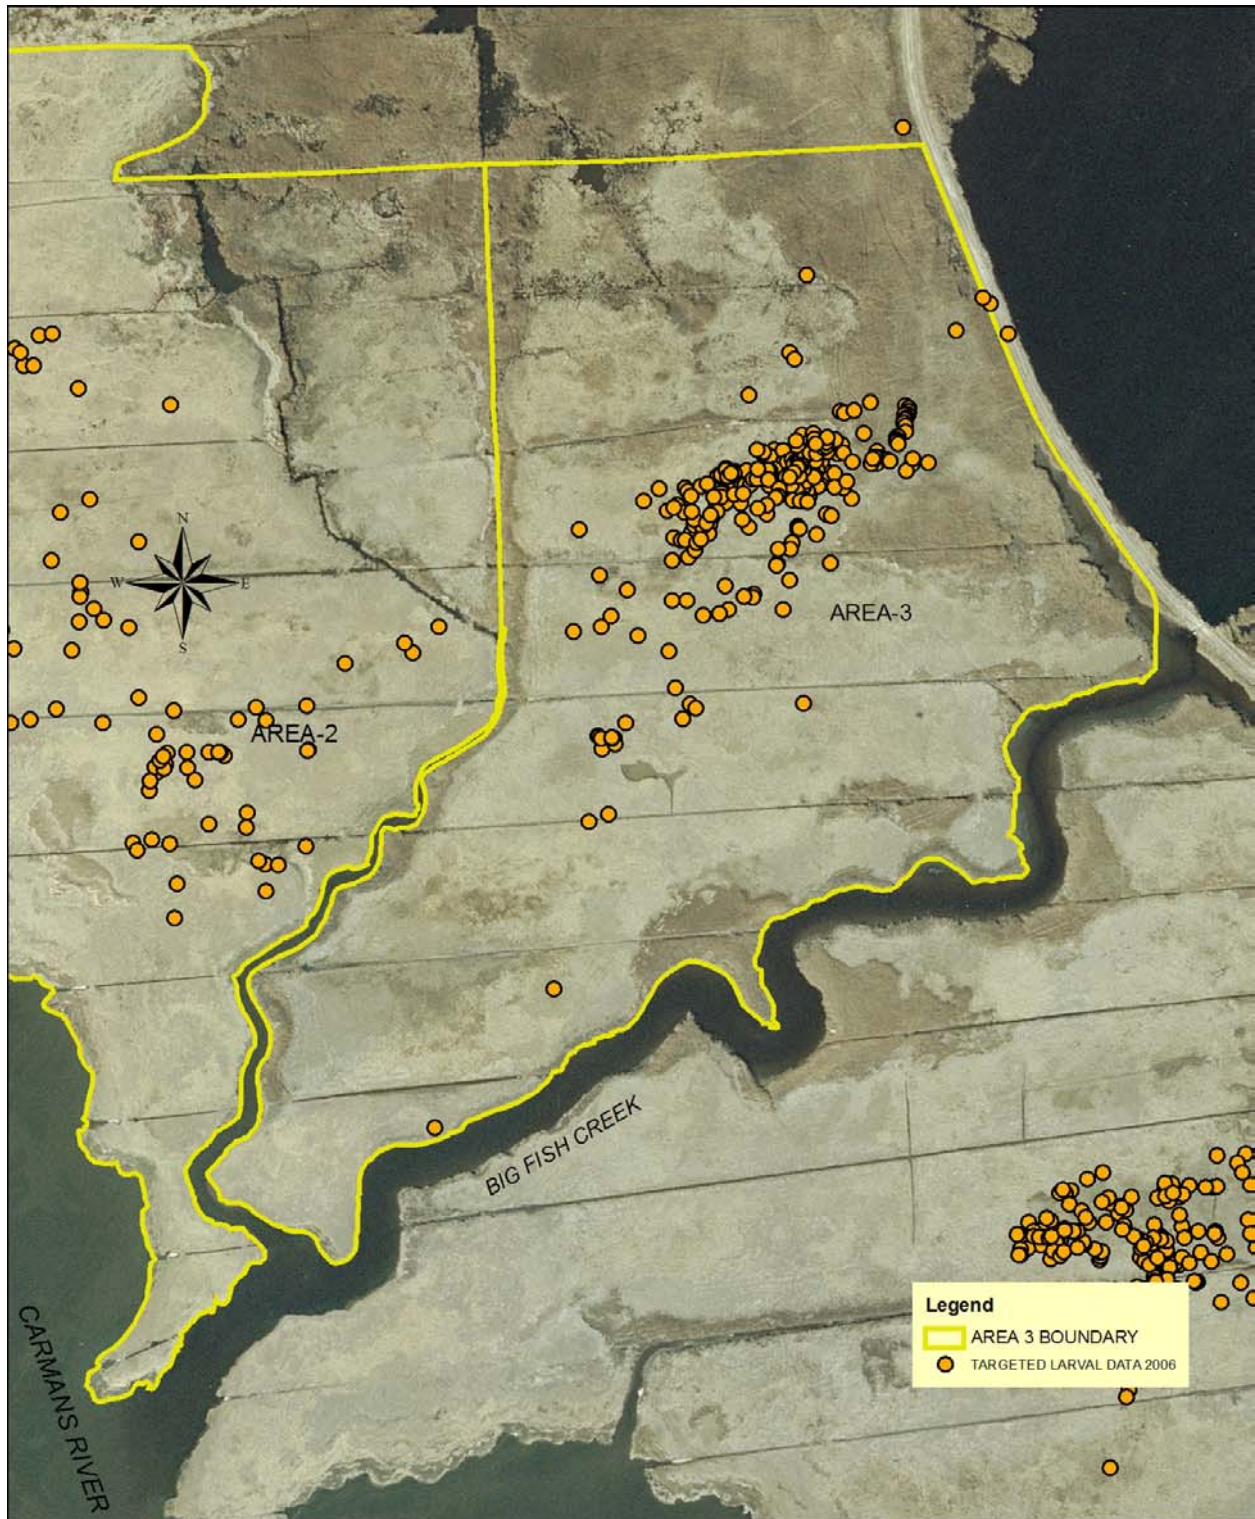 N
W
E
S
AREA-3
AREA-2
BIG FISH CREEK
CARMANS RIVER
Legend
AREA 3 BOUNDARY
TARGETED LARVAL DATA 2006